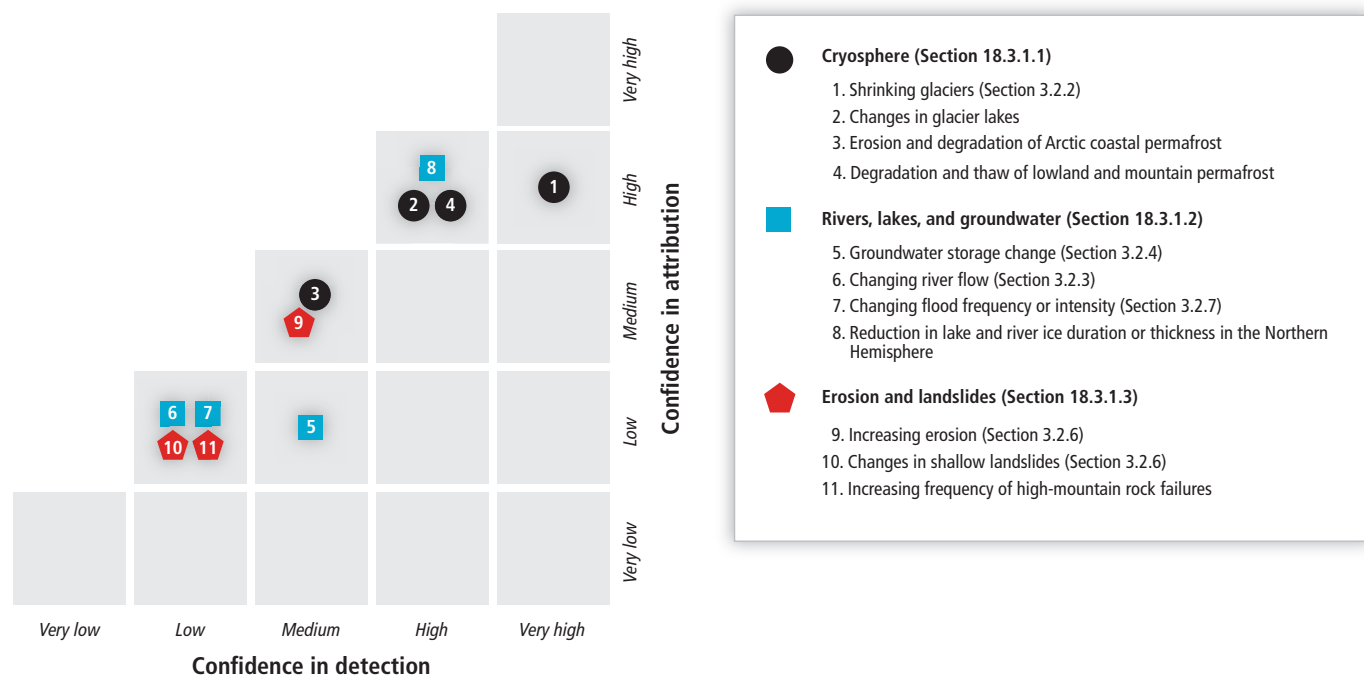 Very high
8
1
2
4
High
3
9
Medium
Confidence in attribution
6
7
5
10
11
Low
Very low
Very low
Low
Medium
High
Very high
Confidence in detection
Cryosphere (Section 18.3.1.1)
1. Shrinking glaciers (Section 3.2.2)
2. Changes in glacier lakes
3. Erosion and degradation of Arctic coastal permafrost
4. Degradation and thaw of lowland and mountain permafrost
Rivers, lakes, and groundwater (Section 18.3.1.2)
5. Groundwater storage change (Section 3.2.4)
6. Changing river flow (Section 3.2.3)
7. Changing flood frequency or intensity (Section 3.2.7)
8. Reduction in lake and river ice duration or thickness in the Northern
Hemisphere
Erosion and landslides (Section 18.3.1.3)
9. Increasing erosion (Section 3.2.6)
10. Changes in shallow landslides (Section 3.2.6)
11. Increasing frequency of high-mountain rock failures